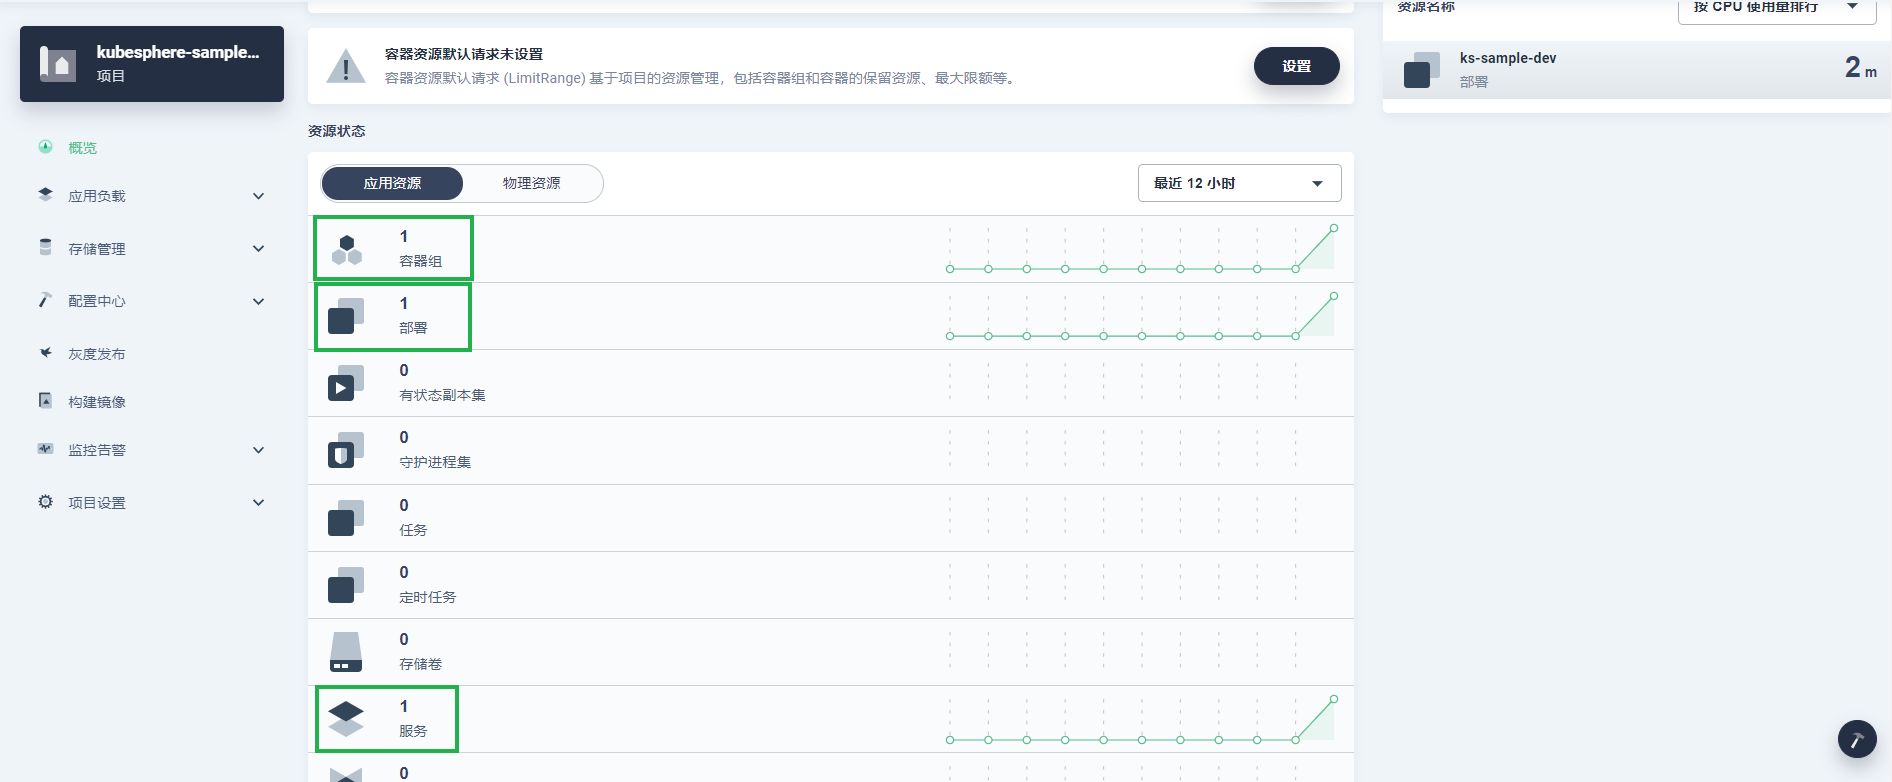 kubesphere-sample...
项目
概览
应用负载
存储管理
配置中心
灰度发布
构建镜像
监控告警
项目设置
容器资源默认请求未设置
容器资源默认请求 (LimitRange) 基于项目的资源管理，包括容器组和容器的保留资源、最大限额等。
设置
资源状态
应用资源
物理资源
最近 12 小时
1
容器组
1
部署
0
有状态副本集
0
守护进程集
0
任务
0
定时任务
0
存储卷
1
服务
0
资源名称
按 CPU 使用量排行
ks-sample-dev
部署
2 m